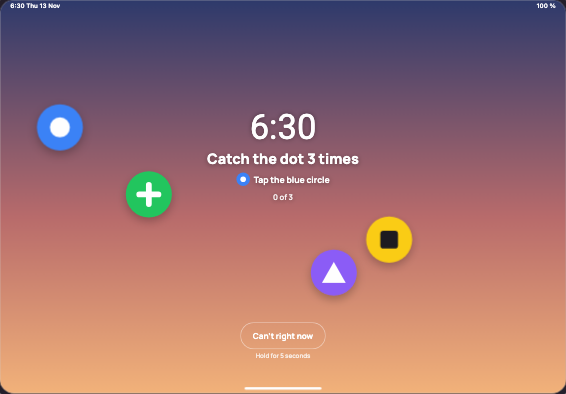 6:30 Thu 13 Nov
100 %
6:30
Catch the dot 3 times
Tap the blue circle
0 of 3
Can't right now
Hold for 5 seconds